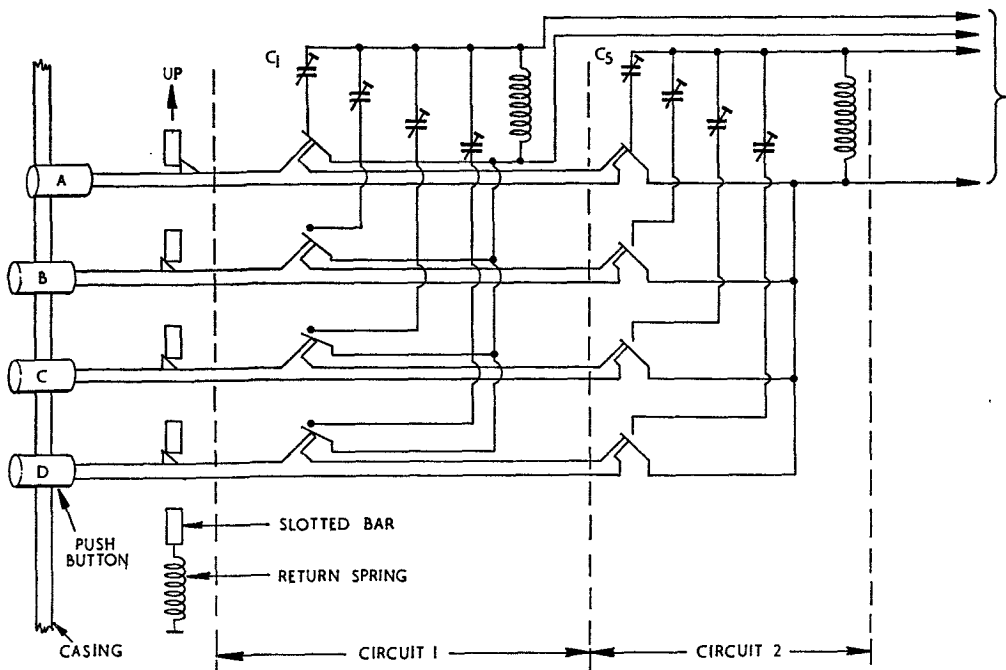 C1
C5
UP
A
B
C
D
PUSH
BUTTON
SLOTTED BAR
RETURN SPRING
CASING
CIRCUIT 1
CIRCUIT 2